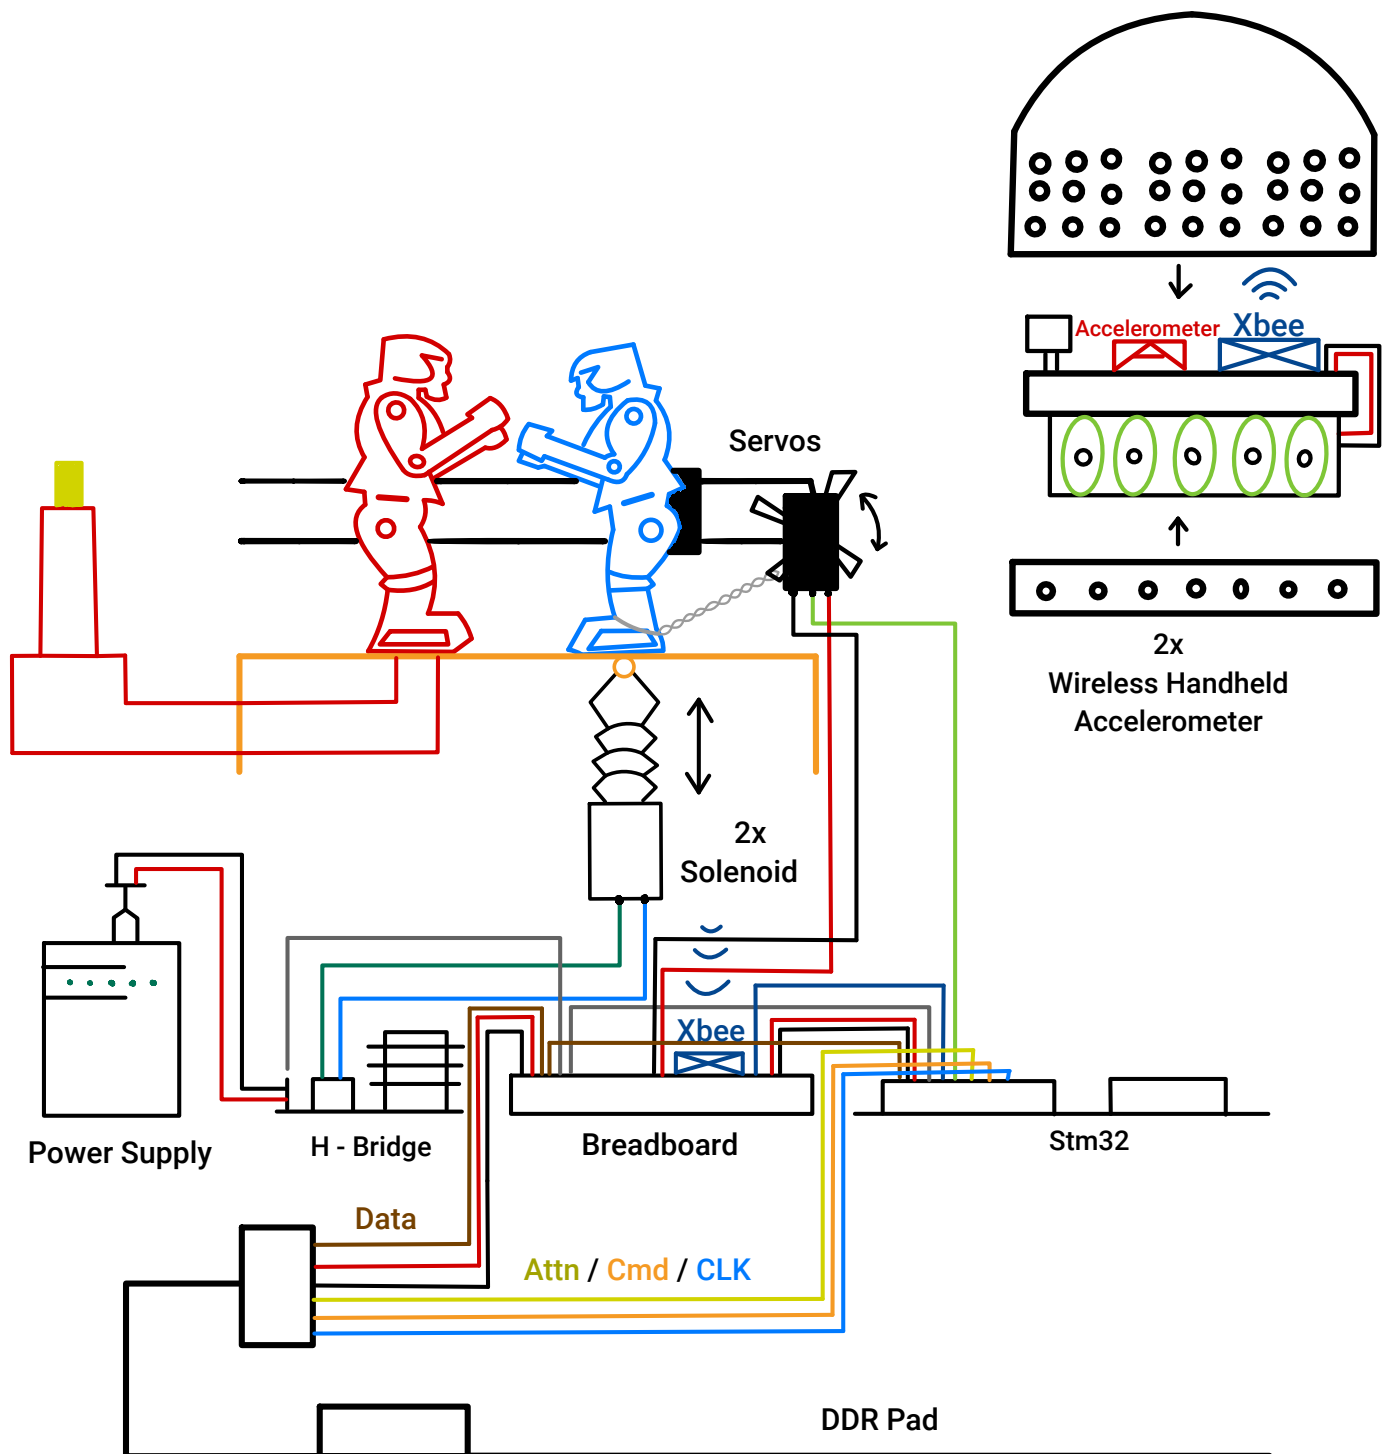 Accelerometer
Xbee
Servos
2x
Wireless Handheld
Accelerometer
2x
Solenoid
Xbee
Power Supply
H - Bridge
Breadboard
Stm32
Data
Attn / Cmd / CLK
DDR Pad